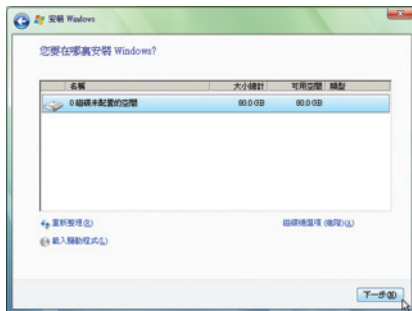 安裝 Windows
您要在哪裏安裝 Windows?
名稱 大小總計 可用空間 類型
0 磁碟未配置的空間 80.0 GB 80.0 GB
重新整理(R) 磁碟機選項 (進階)(A)
載入驅動程式(L)
下一步(N)